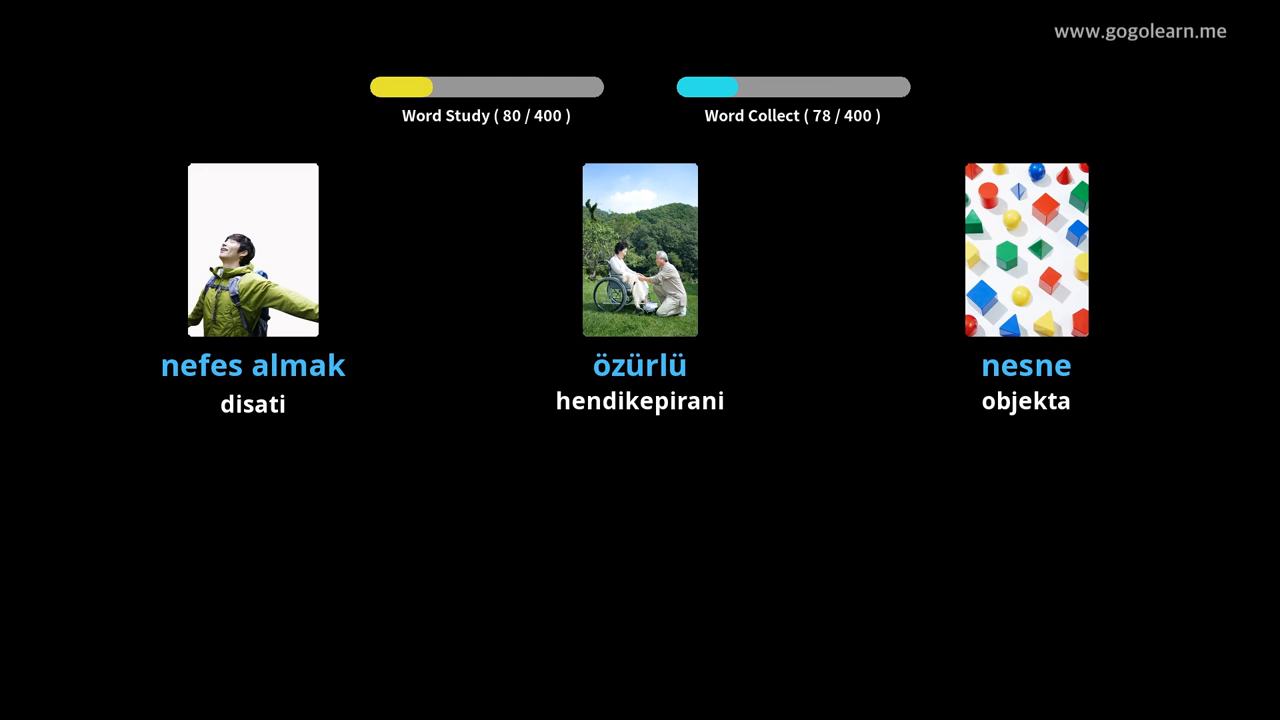 www.gogolearn.me
Word Study ( 80 / 400 )
Word Collect ( 78 / 400 )
nefes almak
disati
özürlü
hendikepirani
nesne
objekta